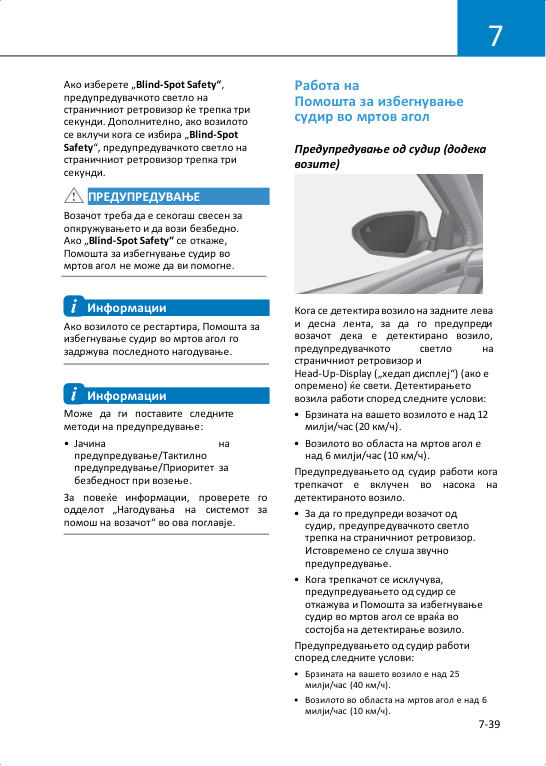 7
Ако изберете „Blind-Spot Safety“,
предупредувачкото светло на
страничниот ретровизор ќе трепка три
секунди. Дополнително, ако возилото
се вклучи кога се избира „Blind-Spot
Safety“, предупредувачкото светло на
страничниот ретровизор трепка три
секунди.
ПРЕДУПРЕДУВАЊЕ
Возачот треба да е секогаш свесен за
опкружувањето и да вози безбедно.
Ако „Blind-Spot Safety“ се откаже,
Помошта за избегнување судир во
мртов агол не може да ви помогне.
i Информации
Ако возилото се рестартира, Помошта за
избегнување судир во мртов агол го
задржува последното нагодување.
i Информации
Може да ги поставите следните
методи на предупредување:
• Јачина на
предупредување/Тактилно
предупредување/Приоритет за
безбедност при возење.
За повеќе информации, проверете го
одделот „Нагодувања на системот за
помош на возачот“ во ова поглавје.
Работа на
Помошта за избегнување
судир во мртов агол
Предупредување од судир (додека
возите)
Кога се детектира возило на задните лева
и десна лента, за да го предупреди
возачот дека е детектирано возило,
предупредувачкото светло на
страничниот ретровизор и
Head-Up-Display („хедап дисплеј“) (ако е
опремено) ќе свети. Детектирањето
возила работи според следните услови:
• Брзината на вашето возилото е над 12
милји/час (20 км/ч).
• Возилото во областа на мртов агол е
над 6 милји/час (10 км/ч).
Предупредувањето од судир работи кога
трепкачот е вклучен во насока на
детектираното возило.
• За да го предупреди возачот од
судир, предупредувачкото светло
трепка на страничниот ретровизор.
Истовремено се слуша звучно
предупредување.
• Кога трепкачот се исклучува,
предупредувањето од судир се
откажува и Помошта за избегнување
судир во мртов агол се враќа во
состојба на детектирање возило.
Предупредувањето од судир работи
според следните услови:
• Брзината на вашето возило е над 25
милји/час (40 км/ч).
• Возилото во областа на мртов агол е над 6
милји/час (10 км/ч).
7-39